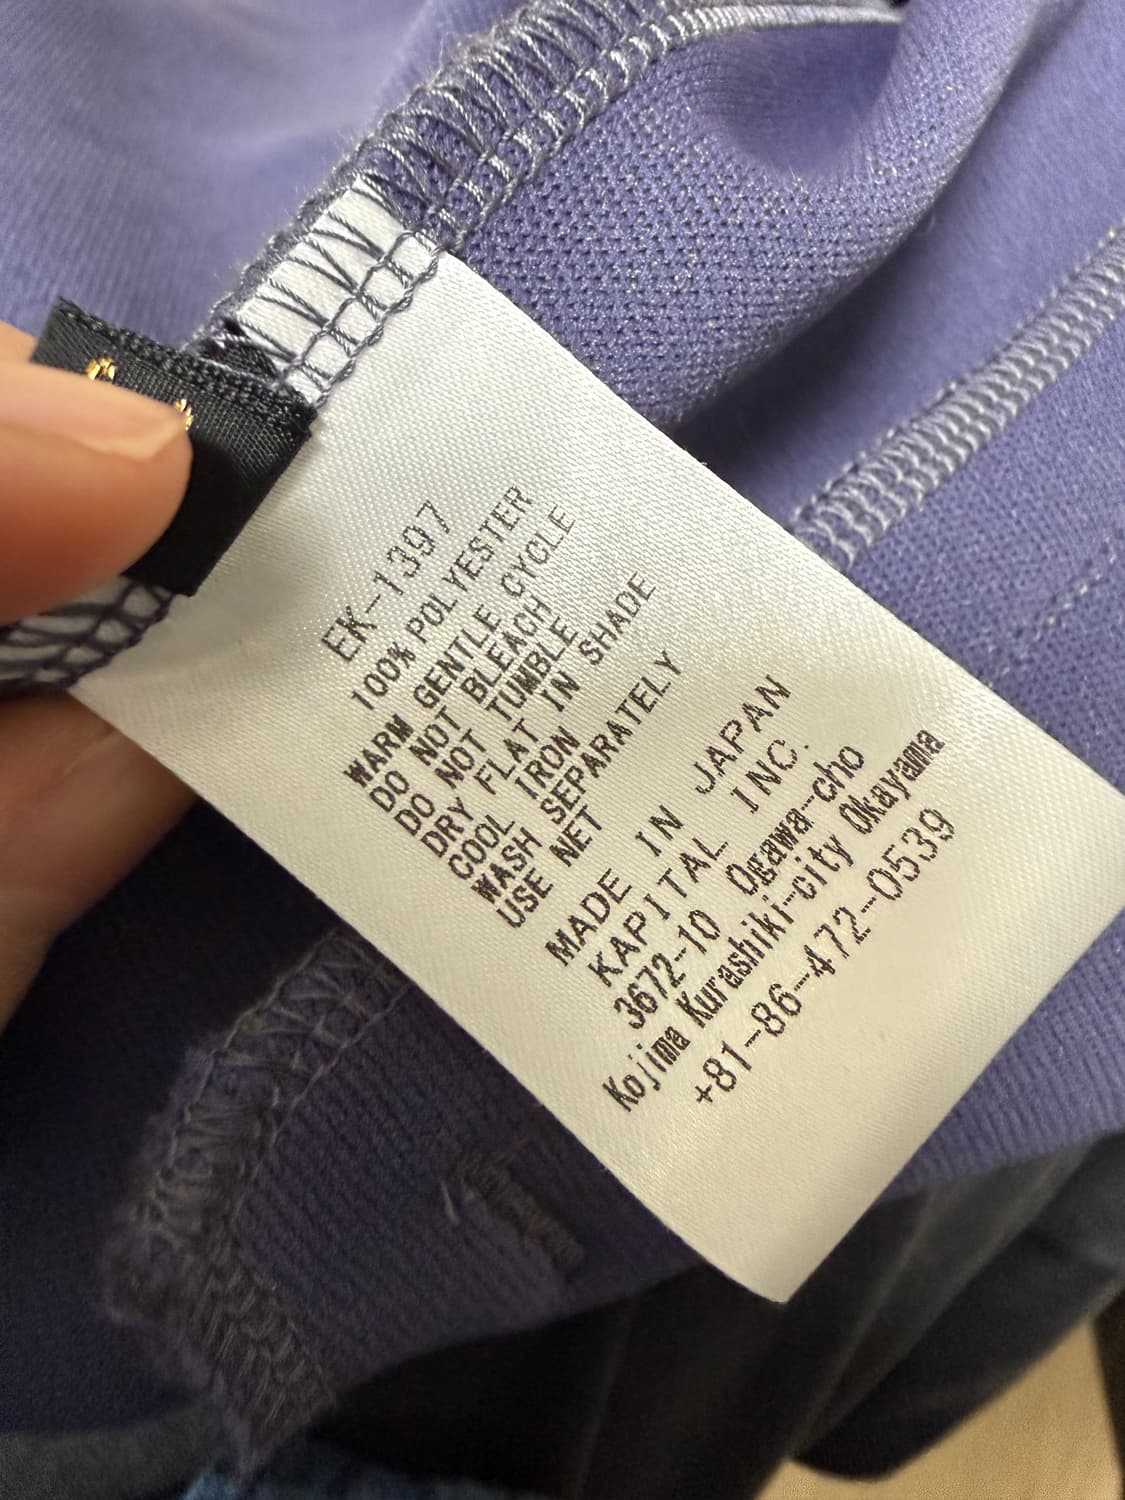 EK-1397
100% POLYESTER
WARM GENTLE CYCLE
DO NOT BLEACH
DO NOT TUMBLE
DRY FLAT IN SHADE
COOL IRON
WASH SEPARATELY
USE NET
MADE IN JAPAN
KAPITAL INC.
3672-10 Ogawa-cho
Kojima Kurashiki-city Okayama
+81-86-472-0539